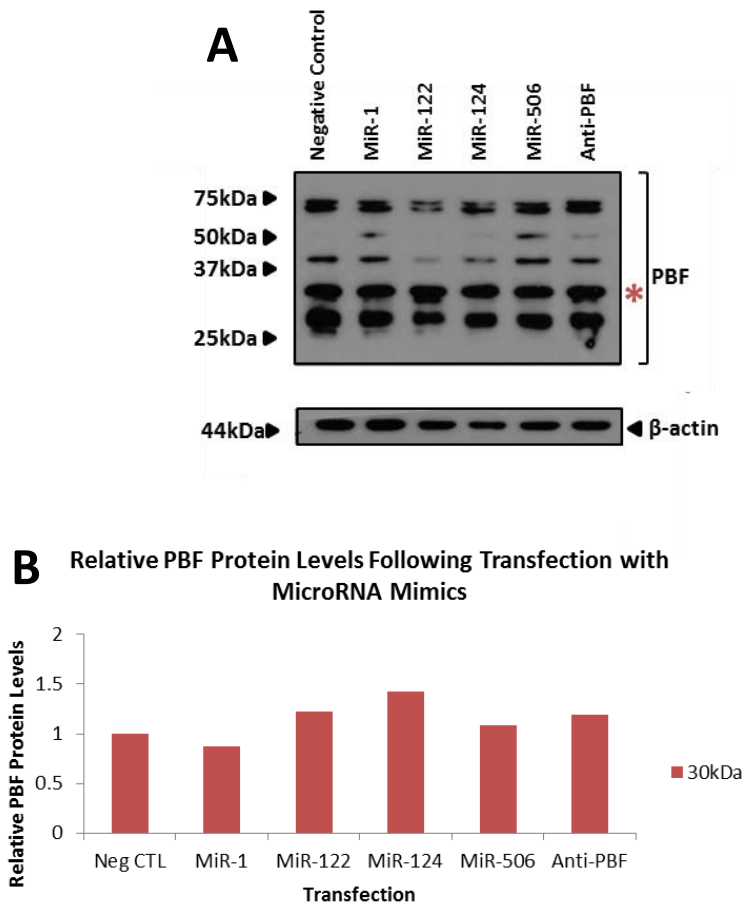 A
Negative Control
MiR-1
MiR-122
MiR-124
MiR-506
Anti-PBF
75kDa
50kDa
37kDa
25kDa
PBF
*
44kDa
β-actin
B
Relative PBF Protein Levels Following Transfection with
MicroRNA Mimics
Relative PBF Protein Levels
2
1.5
1
0.5
0
Neg CTL
MiR-1
MiR-122
MiR-124
MiR-506
Anti-PBF
Transfection
30kDa